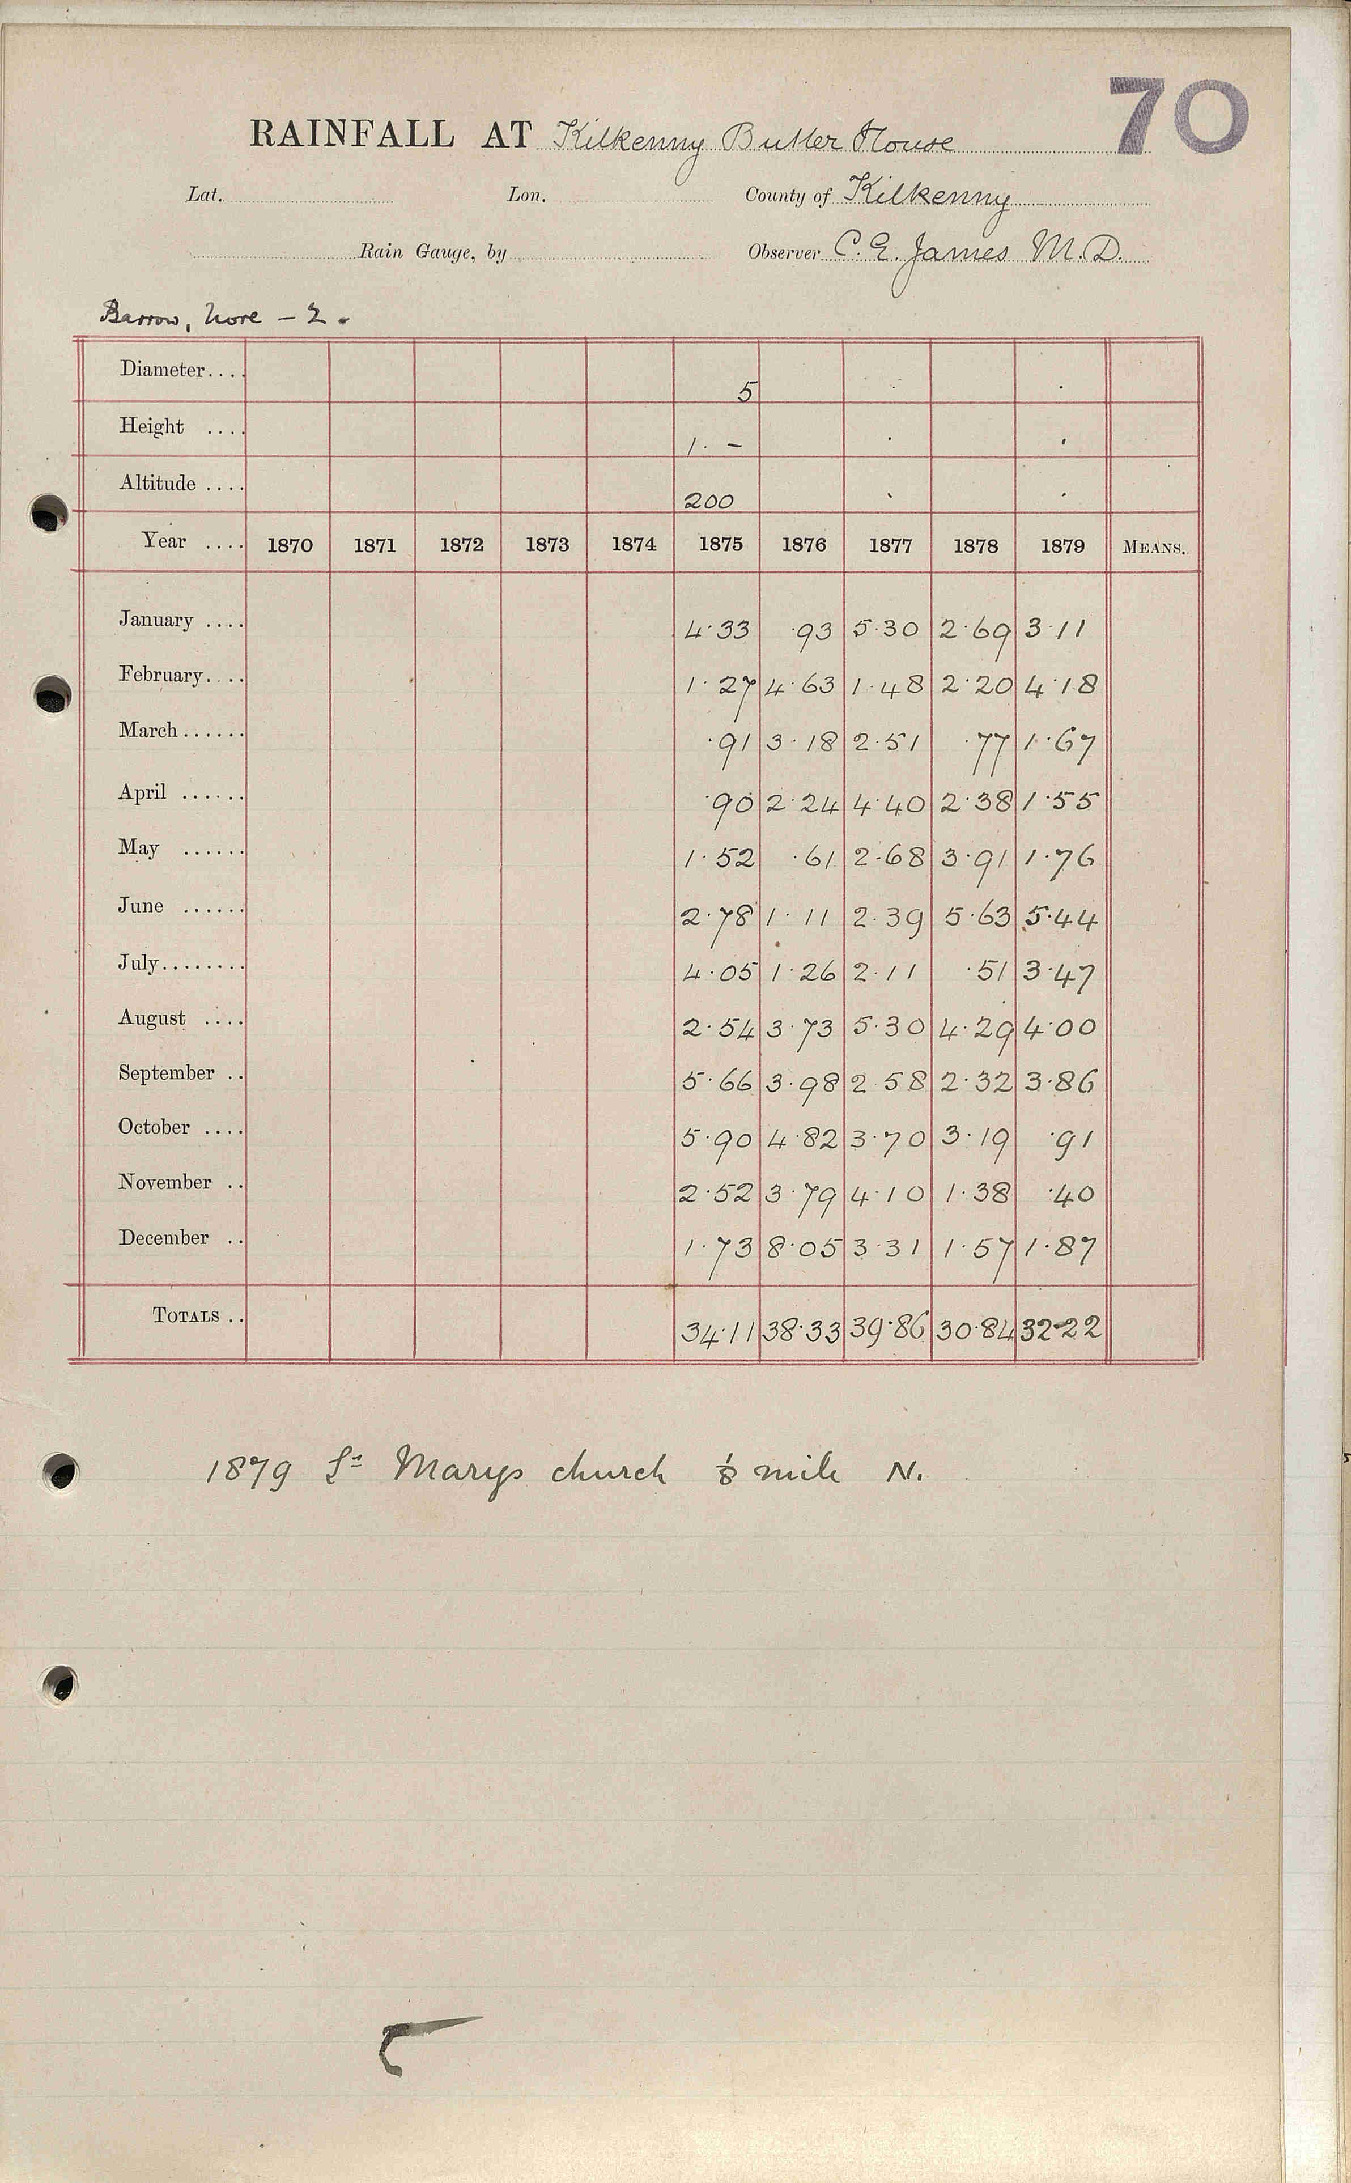 70
RAINFALL AT Kilkenny Butler House
Lat. Lon. County of Kilkenny
Rain Gauge, by Observer C. E. James M.D.
Barrow, Nore - 2.
Diameter.... 5
Height .... 1. -
Altitude .... 200
Year .... 1870 1871 1872 1873 1874 1875 1876 1877 1878 1879 MEANS.
January .... 4.33 .93 5.30 2.69 3.11
February.... 1.27 4.63 1.48 2.20 4.18
March...... .91 3.18 2.51 .77 1.67
April ...... .90 2.24 4.40 2.38 1.55
May ...... 1.52 .61 2.68 3.91 1.76
June ...... 2.78 1.11 2.39 5.63 5.44
July........ 4.05 1.26 2.11 .51 3.47
August .... 2.54 3.73 5.30 4.29 4.00
September .. 5.66 3.98 2.58 2.32 3.86
October .... 5.90 4.82 3.70 3.19 .91
November .. 2.52 3.79 4.10 1.38 .40
December .. 1.73 8.05 3.31 1.57 1.87
TOTALS .. 34.11 38.33 39.86 30.84 32.22
1879 St Marys church 1/8 mile N.